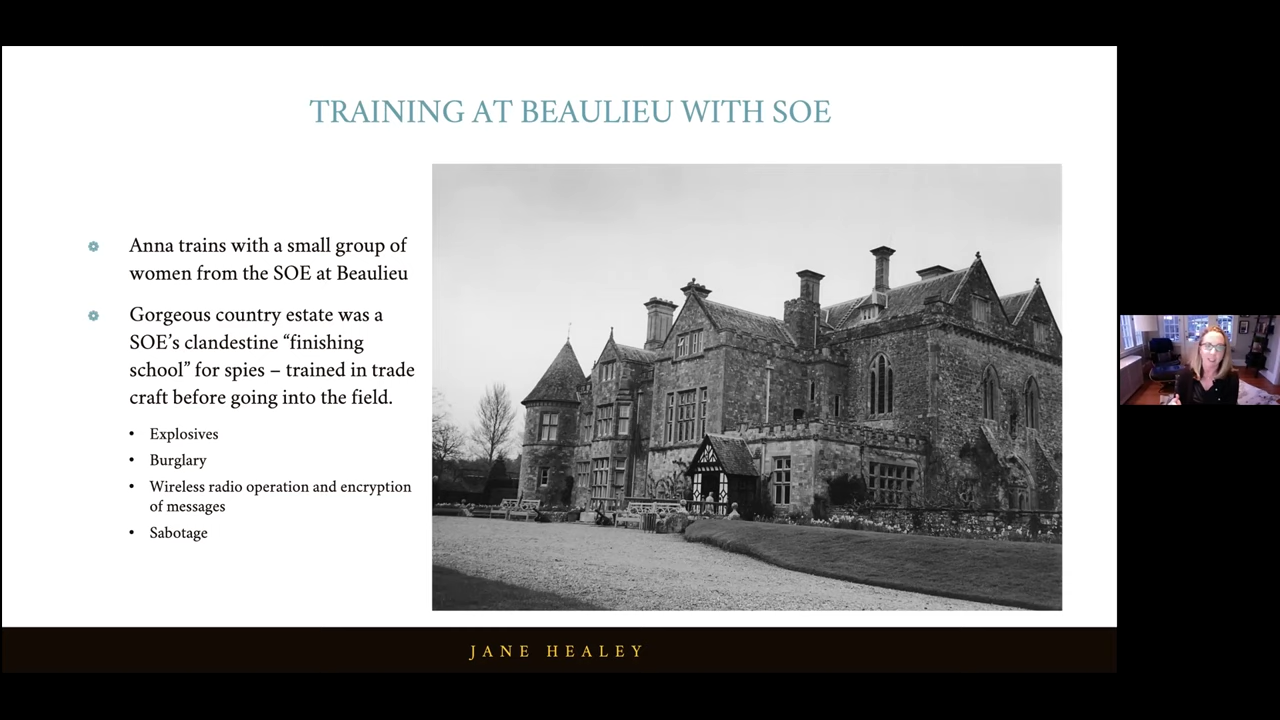 TRAINING AT BEAULIEU WITH SOE
Anna trains with a small group of
women from the SOE at Beaulieu
Gorgeous country estate was a
SOE’s clandestine “finishing
school” for spies – trained in trade
craft before going into the field.
• Explosives
• Burglary
• Wireless radio operation and encryption
of messages
• Sabotage
JANE HEALEY